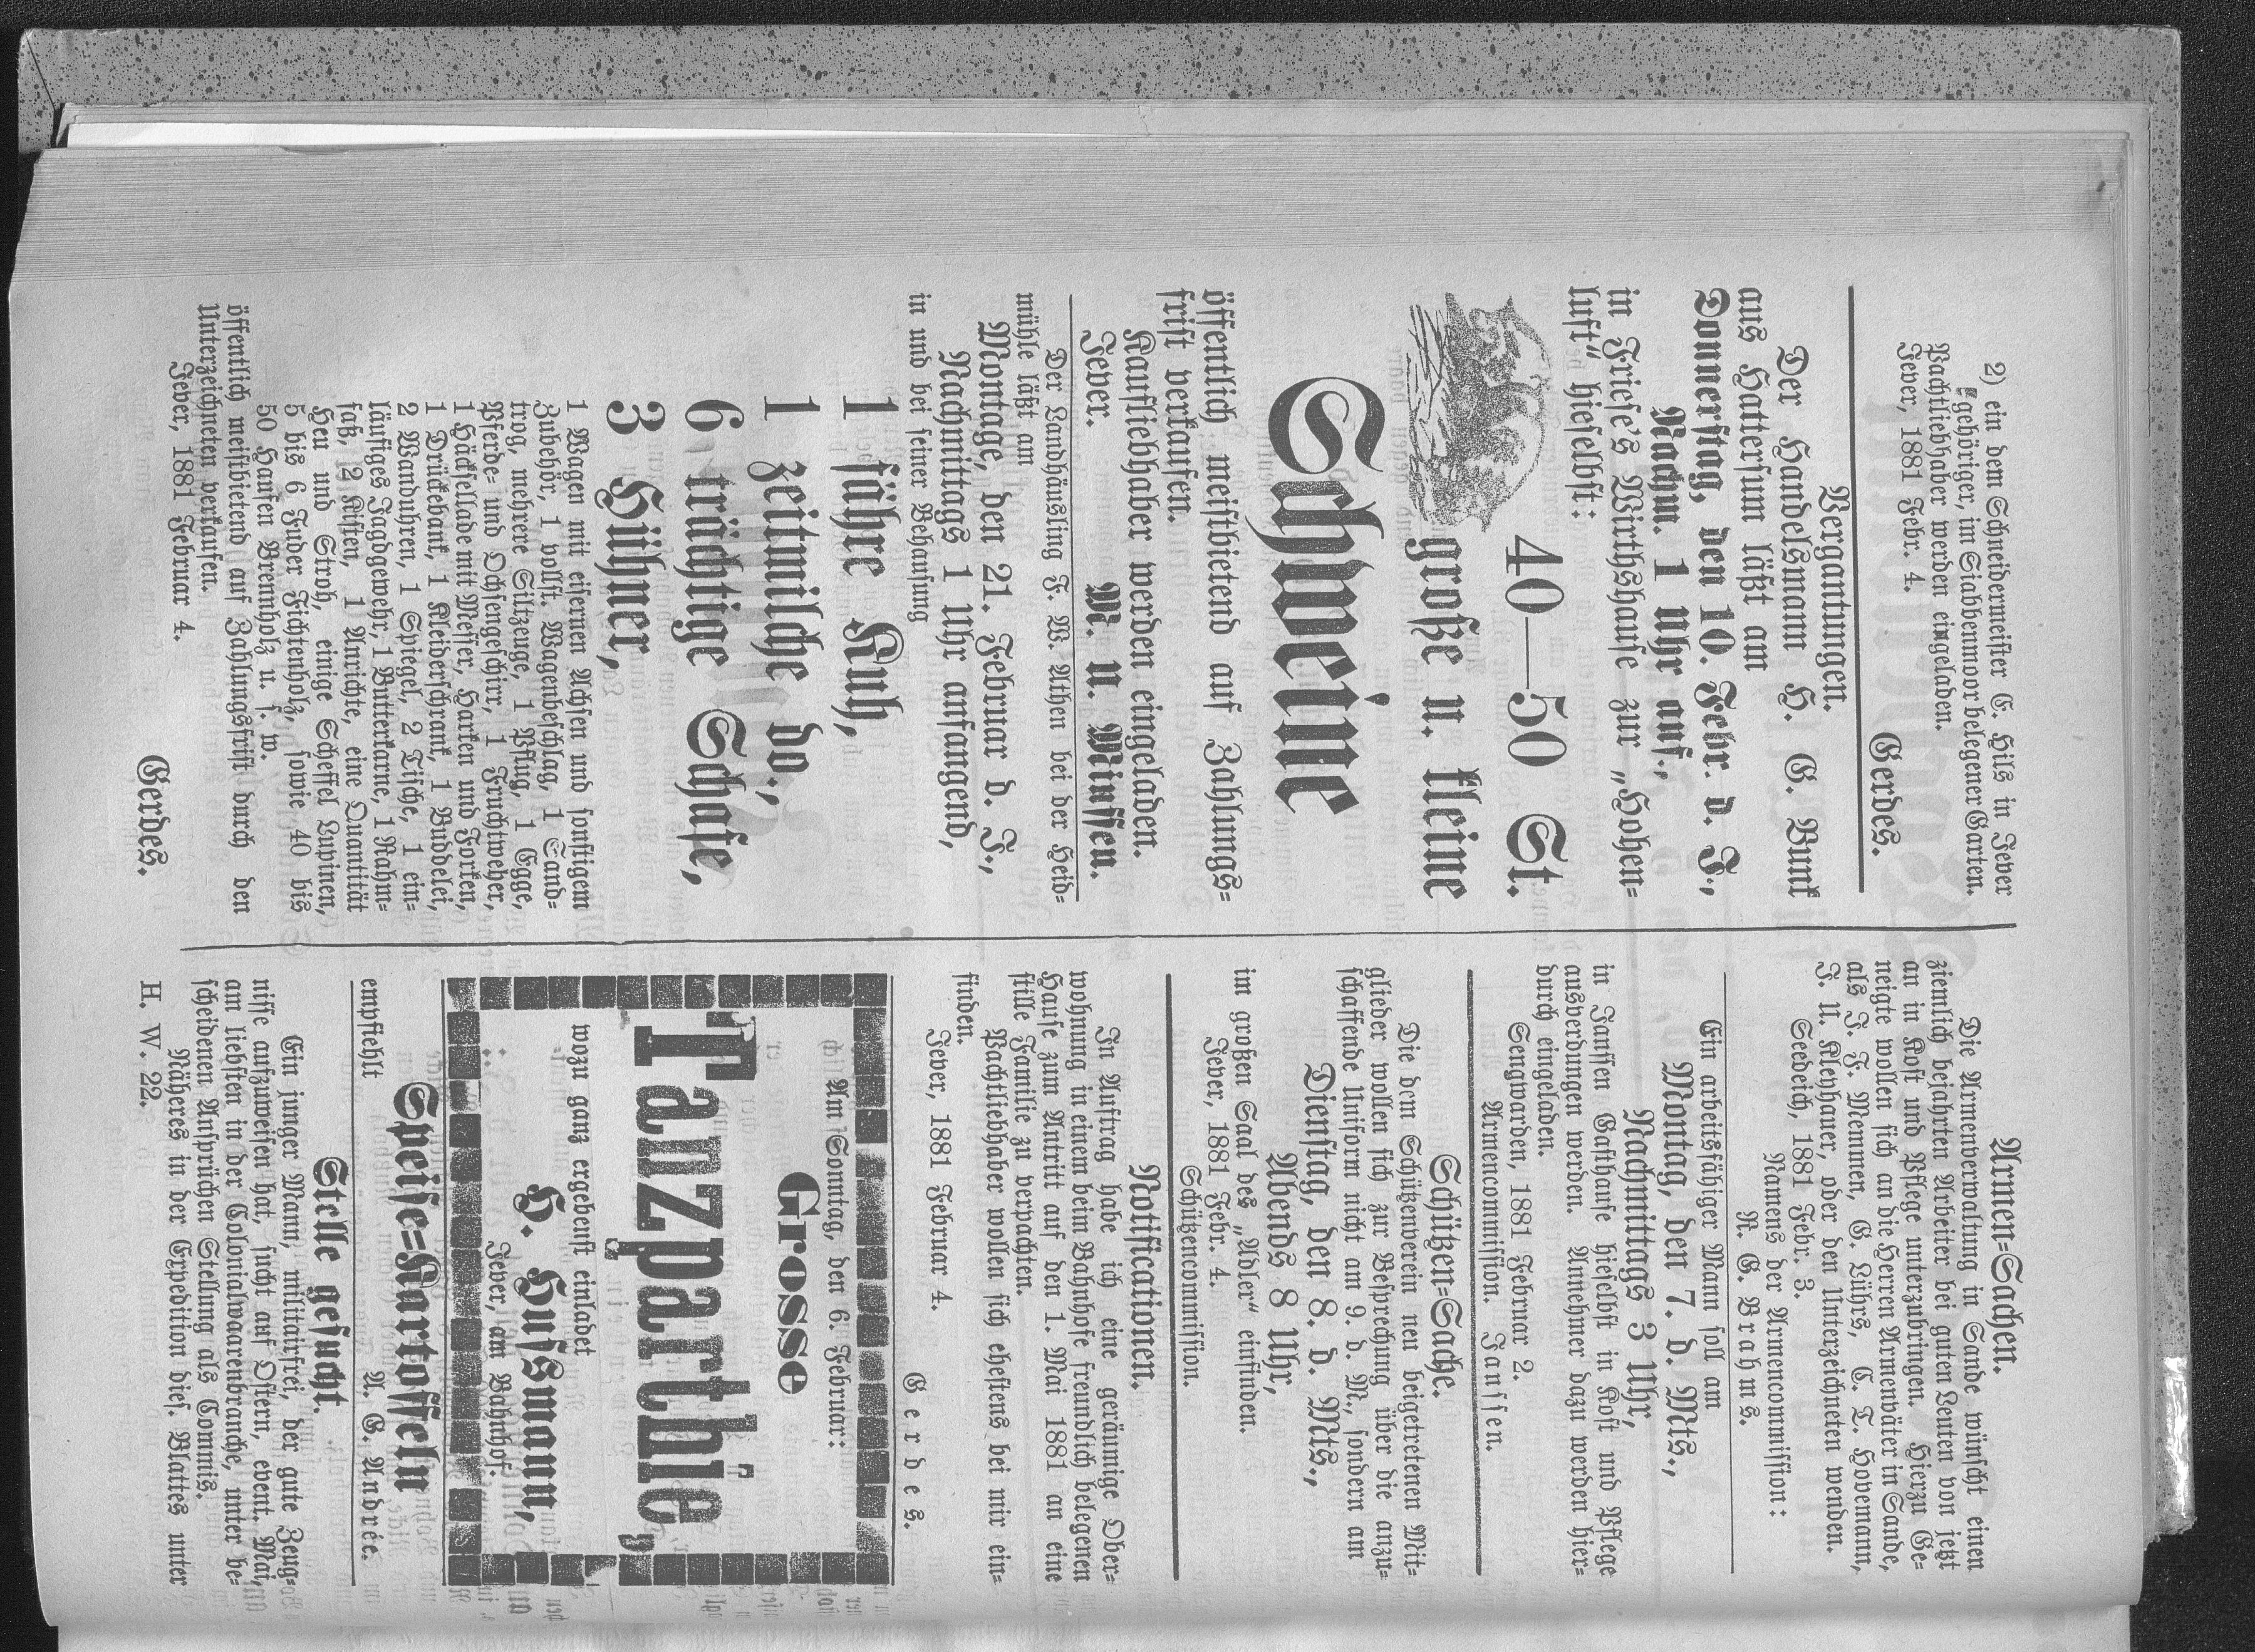 2) ein dem Schneidermeister E. Hils in Jever
gehöriger, im Siabbenmoor belegener Garten.
Pachtliebhaber werden eingeladen.
Jever, 1881 Febr. 4.
Gerdes.
Vergantungen.
Der Handelsmann H. G. Bunk
aus Hattersum läßt am
Donnerstag, den 10. Febr. d. J.,
Nachm. 1 Uhr anf.,
in Friese's Wirthshause zur „Hohen-
lust“ hieselbst:
40—50 St.
große u. kleine
Schweine
öffentlich meistbietend auf Zahlungs-
frist verkaufen.
Kaufliebhaber werden eingeladen.
Jever. M. U. Minssen.
Der Landhäusling F. W. Athen bei der Heid-
mühle läßt am
Montage, den 21. Februar d. J.,
Nachmittags 1 Uhr anfangend,
in und bei seiner Behausung
1 fähre Kuh,
1 zeitmilche do.,
6 trächtige Schafe,
3 Hühner,
1 Wagen mit eisernen Achsen und sonstigem
Zubehör, 1 vollst. Wagenbeschlag, 1 Sand-
trog, mehrere Siltzeuge, 1 Pflug, 1 Egge,
Pferde- und Ochsengeschirr, 1 Fruchtweher,
1 Häcksellade mit Messer, Harken und Forken,
1 Drückebank, 1 Kleiderschrank, 1 Buddelei,
2 Wanduhren, 1 Spiegel, 2 Tische, 1 ein-
läufiges Jagdgewehr, 1 Butterkarne, 1 Rahm-
faß, 2 Kisten, 1 Anrichte, eine Quantität
Heu und Stroh, einige Scheffel Lupinen,
5 bis 6 Fuder Fichtenholz, sowie 40 bis
50 Haufen Brennholz u. s. w.
öffentlich meistbietend auf Zahlungsfrist durch den
Unterzeichneten verkaufen.
Jever, 1881 Februar 4.
Gerdes.
Armen-Sachen.
Die Armenverwaltung in Sande wünscht einen
ziemlich bejahrten Arbeiter bei guten Leuten von jetzt
an in Kost und Pflege unterzubringen. Hierzu Ge-
neigte wollen sich an die Herren Armenväter in Sande,
als J. F. Memmen, G. Lührs, C. T. Hovemann,
J. U. Kleyhauer, oder den Unterzeichneten wenden.
Seedeich, 1881 Febr. 3.
Namens der Armencommission:
R. G. Brahms.
Ein arbeitsfähiger Mann soll am
Montag, den 7. d. Mts.,
Nachmittags 3 Uhr,
in Janssen Gasthause hieselbst in Kost und Pflege
ausverdungen werden. Annehmer dazu werden hier-
durch eingeladen.
Sengwarden, 1881 Februar 2.
Armencommission. Janssen.
Schützen-Sache.
Die dem Schützenverein neu beigetretenen Mit-
glieder wollen sich zur Besprechung über die anzu-
schaffende Uniform nicht am 9. d. M., sondern am
Dienstag, den 8. d. Mts.,
Abends 8 Uhr,
im großen Saal des „Adler“ einfinden.
Jever, 1881 Febr. 4.
Schützencommission.
Notificationen.
In Auftrag habe ich eine geräumige Ober-
wohnung in einem beim Bahnhofe freundlich belegenen
Hause zum Antritt auf den 1. Mai 1881 an eine
stille Familie zu verpachten.
Pachtliebhaber wollen sich ehestens bei mir ein-
finden.
Jever, 1881 Februar 4.
Gerdes.
Am Sonntag, den 6. Februar:
Grosse
Tanzparthie,
wozu ganz ergebenst einladet
H. Husmann,
Jever, am Bahnhof.
Speise-Kartoffeln
empfiehlt A. G. Andrée.
Stelle gesucht.
Ein junger Mann, militairfrei, der gute Zeug-
nisse aufzuweisen hat, sucht auf Ostern, event. Mai,
am liebsten in der Colonialwaarenbranche, unter be-
scheidenen Ansprüchen Stellung als Commis.
Näheres in der Expedition dies. Blattes unter
H. W. 22.